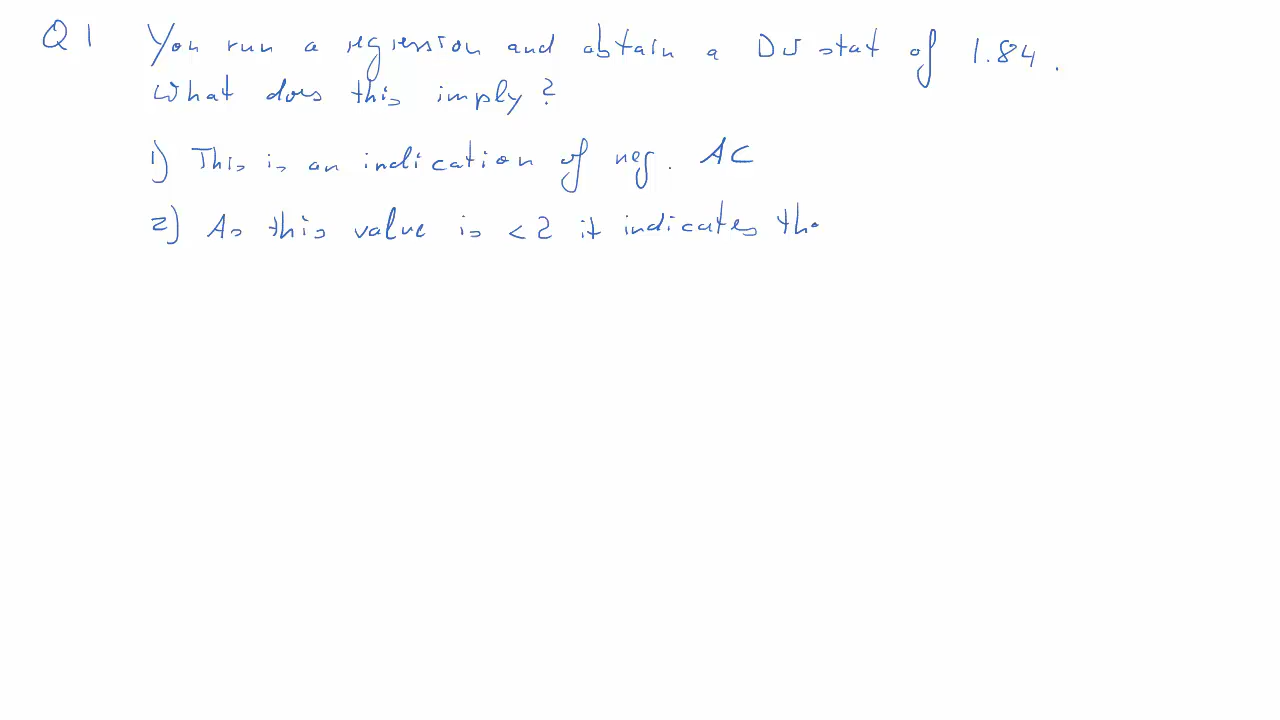 Q1 You run a regression and obtain a DW stat of 1.84.
What does this imply?
1) This is an indication of neg. AC
2) As this value is <2 it indicates